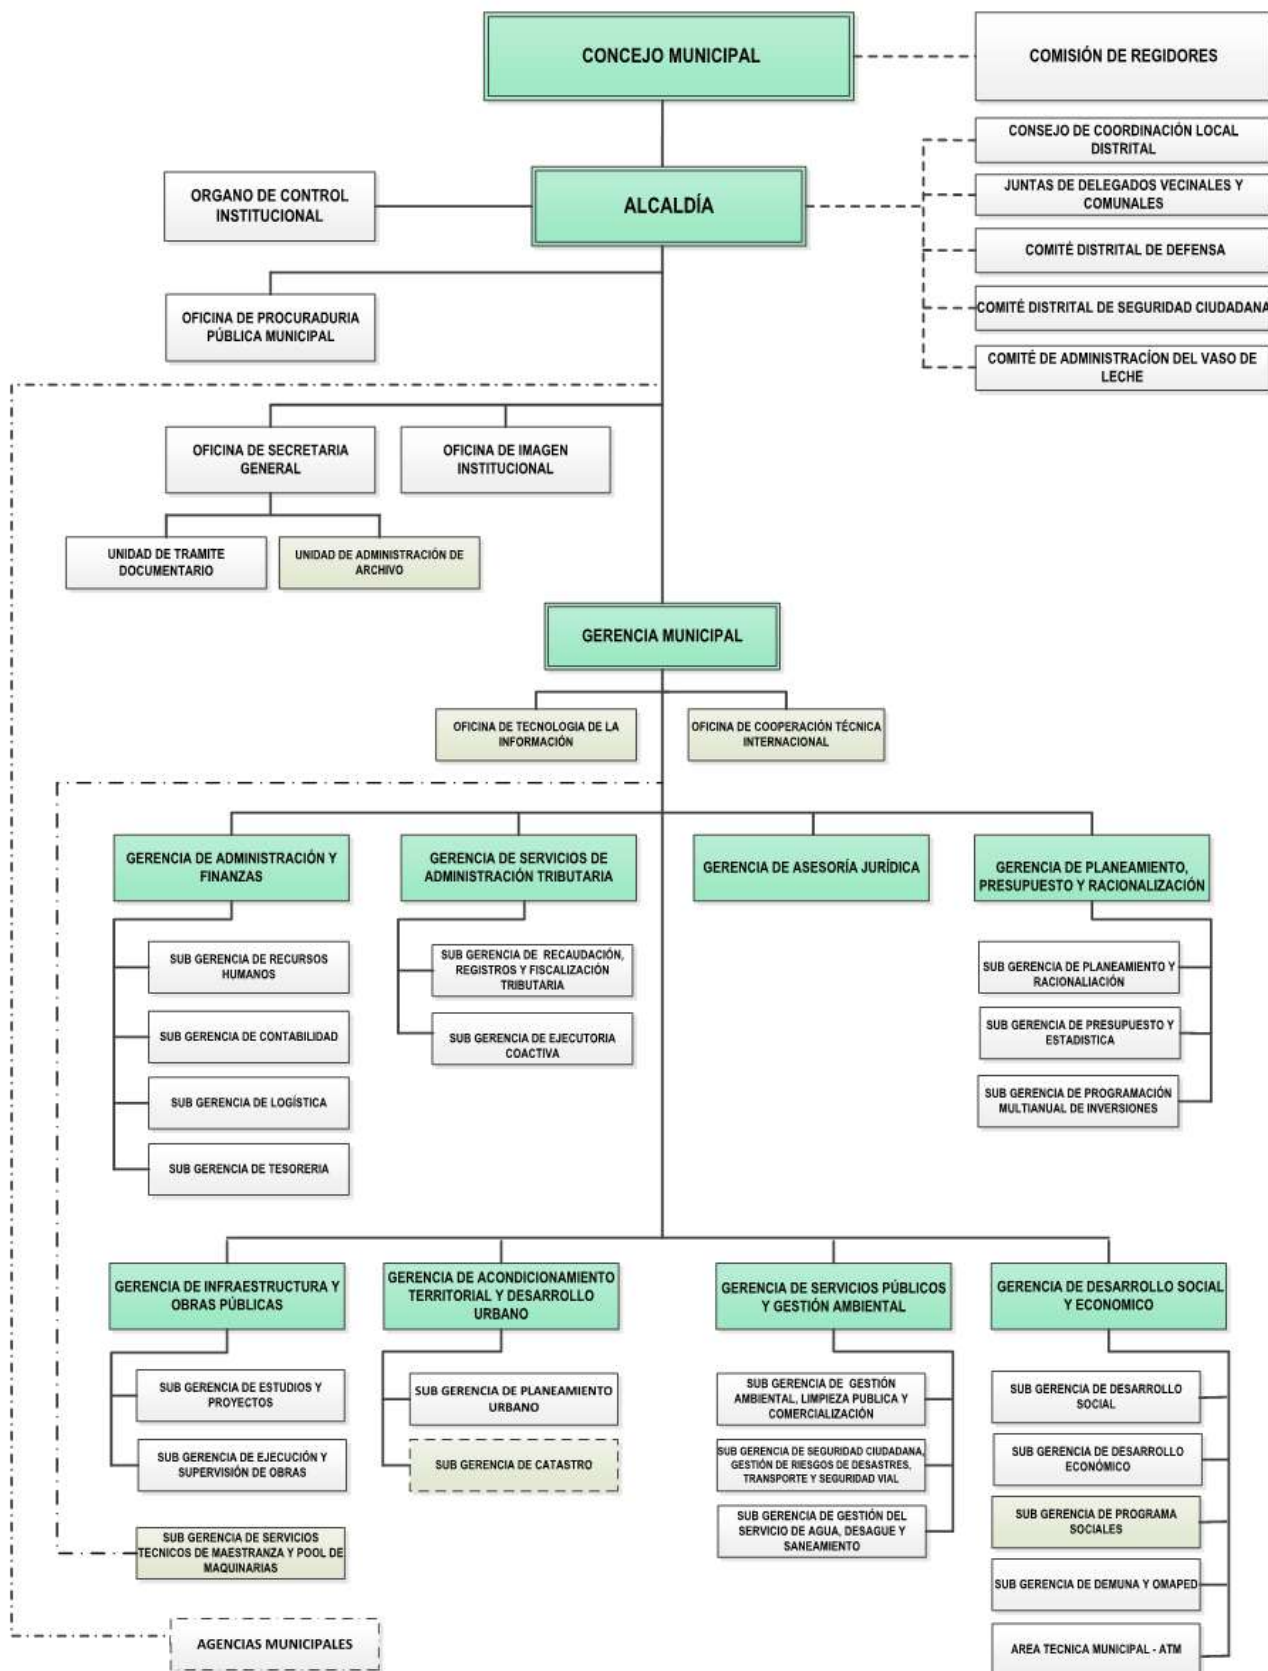 CONCEJO MUNICIPAL
COMISIÓN DE REGIDORES
CONSEJO DE COORDINACIÓN LOCAL
DISTRITAL
ORGANO DE CONTROL
INSTITUCIONAL
ALCALDÍA
JUNTAS DE DELEGADOS VECINALES Y
COMUNALES
COMITÉ DISTRITAL DE DEFENSA
OFICINA DE PROCURADURIA
PÚBLICA MUNICIPAL
COMITÉ DISTRITAL DE SEGURIDAD CIUDADANA
COMITÉ DE ADMINISTRACÍON DEL VASO DE
LECHE
OFICINA DE SECRETARIA
GENERAL
OFICINA DE IMAGEN
INSTITUCIONAL
UNIDAD DE TRAMITE
DOCUMENTARIO
UNIDAD DE ADMINISTRACIÓN DE
ARCHIVO
GERENCIA MUNICIPAL
OFICINA DE TECNOLOGIA DE LA
INFORMACIÓN
OFICINA DE COOPERACIÓN TÉCNICA
INTERNACIONAL
GERENCIA DE ADMINISTRACIÓN Y
FINANZAS
GERENCIA DE SERVICIOS DE
ADMINISTRACIÓN TRIBUTARIA
GERENCIA DE ASESORÍA JURÍDICA
GERENCIA DE PLANEAMIENTO,
PRESUPUESTO Y RACIONALIZACIÓN
SUB GERENCIA DE RECURSOS
HUMANOS
SUB GERENCIA DE CONTABILIDAD
SUB GERENCIA DE LOGÍSTICA
SUB GERENCIA DE TESORERIA
SUB GERENCIA DE RECAUDACIÓN,
REGISTROS Y FISCALIZACIÓN
TRIBUTARIA
SUB GERENCIA DE EJECUTORIA
COACTIVA
SUB GERENCIA DE PLANEAMIENTO Y
RACIONALIACIÓN
SUB GERENCIA DE PRESUPUESTO Y
ESTADISTICA
SUB GERENCIA DE PROGRAMACIÓN
MULTIANUAL DE INVERSIONES
GERENCIA DE INFRAESTRUCTURA Y
OBRAS PÚBLICAS
GERENCIA DE ACONDICIONAMIENTO
TERRITORIAL Y DESARROLLO
URBANO
GERENCIA DE SERVICIOS PÚBLICOS
Y GESTIÓN AMBIENTAL
GERENCIA DE DESARROLLO SOCIAL
Y ECONOMICO
SUB GERENCIA DE ESTUDIOS Y
PROYECTOS
SUB GERENCIA DE EJECUCIÓN Y
SUPERVISIÓN DE OBRAS
SUB GERENCIA DE SERVICIOS
TECNICOS DE MAESTRANZA Y POOL DE
MAQUINARIAS
SUB GERENCIA DE PLANEAMIENTO
URBANO
SUB GERENCIA DE CATASTRO
SUB GERENCIA DE GESTIÓN
AMBIENTAL, LIMPIEZA PUBLICA Y
COMERCIALIZACIÓN
SUB GERENCIA DE SEGURIDAD CIUDADANA,
GESTIÓN DE RIESGOS DE DESASTRES,
TRANSPORTE Y SEGURIDAD VIAL
SUB GERENCIA DE GESTIÓN DEL
SERVICIO DE AGUA, DESAGUE Y
SANEAMIENTO
SUB GERENCIA DE DESARROLLO
SOCIAL
SUB GERENCIA DE DESARROLLO
ECONÓMICO
SUB GERENCIA DE PROGRAMA
SOCIALES
SUB GERENCIA DE DEMUNA Y OMAPED
AREA TECNICA MUNICIPAL - ATM
AGENCIAS MUNICIPALES